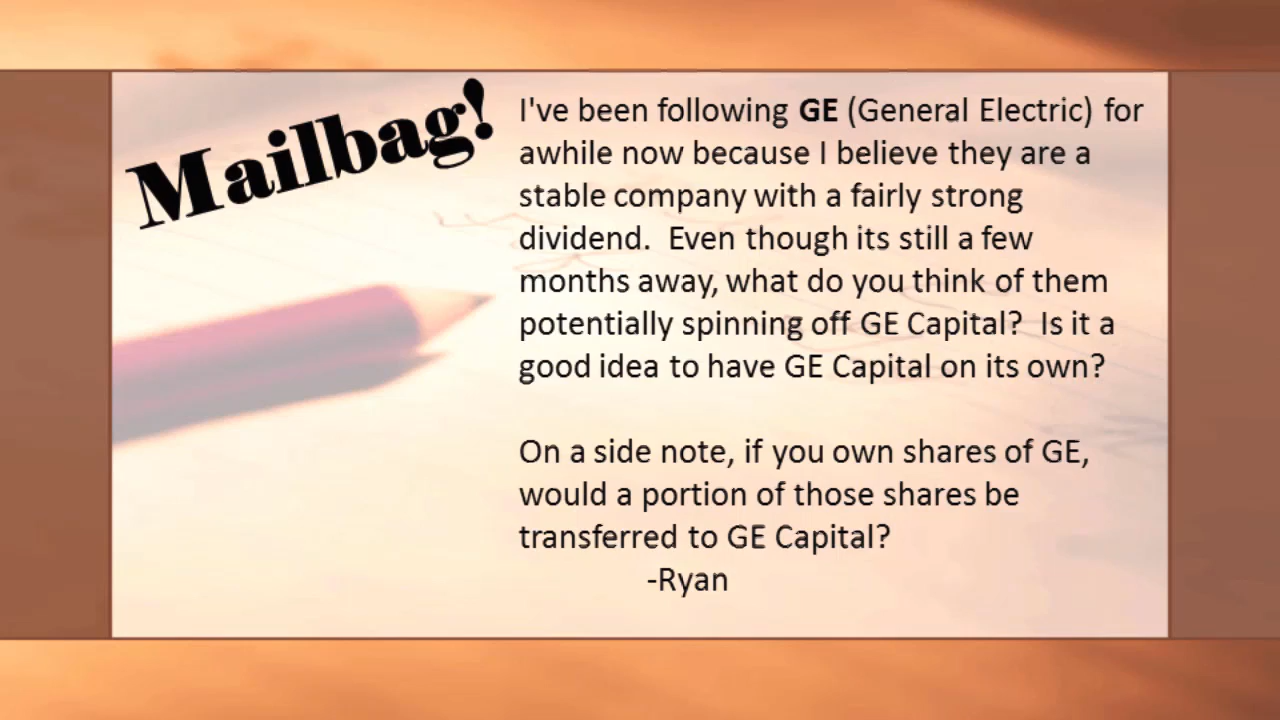 Mailbag!
I've been following GE (General Electric) for
awhile now because I believe they are a
stable company with a fairly strong
dividend.  Even though its still a few
months away, what do you think of them
potentially spinning off GE Capital?  Is it a
good idea to have GE Capital on its own?
On a side note, if you own shares of GE,
would a portion of those shares be
transferred to GE Capital?
-Ryan